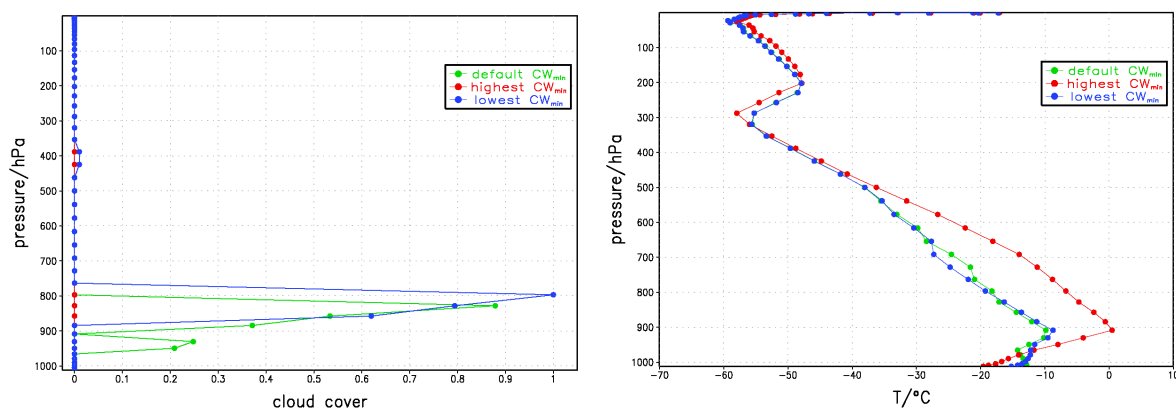 100
200
300
400
500
600
700
800
900
1000
pressure/hPa
default CWmin
highest CWmin
lowest CWmin
0 0.1 0.2 0.3 0.4 0.5 0.6 0.7 0.8 0.9 1
cloud cover
100
200
300
400
500
600
700
800
900
1000
pressure/hPa
default CWmin
highest CWmin
lowest CWmin
-70 -60 -50 -40 -30 -20 -10 0 10
T/°C